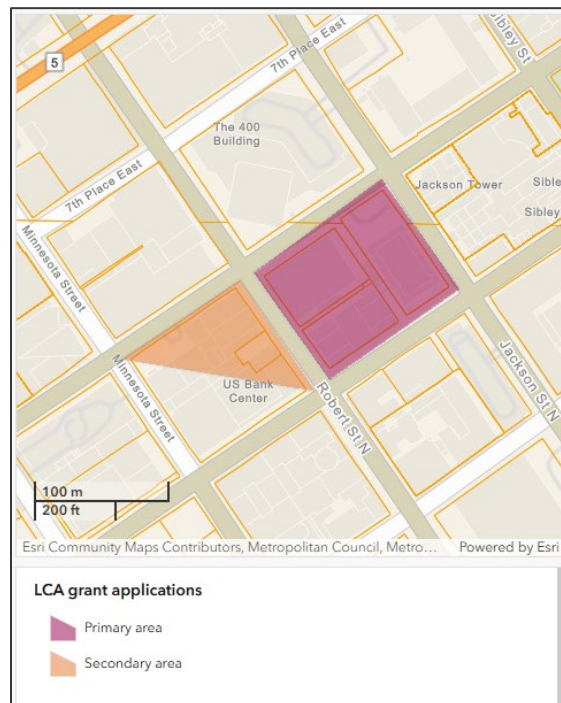 5
7th Place East
Sibley St
The 400
Building
7th Place East
Jackson Tower
Sible
Sibley
Minnesota Street
Minnesota Street
US Bank
Center
Robert St N
Jackson St N
100 m
200 ft
Esri Community Maps Contributors, Metropolitan Council, Metro… Powered by Esri
LCA grant applications
Primary area
Secondary area